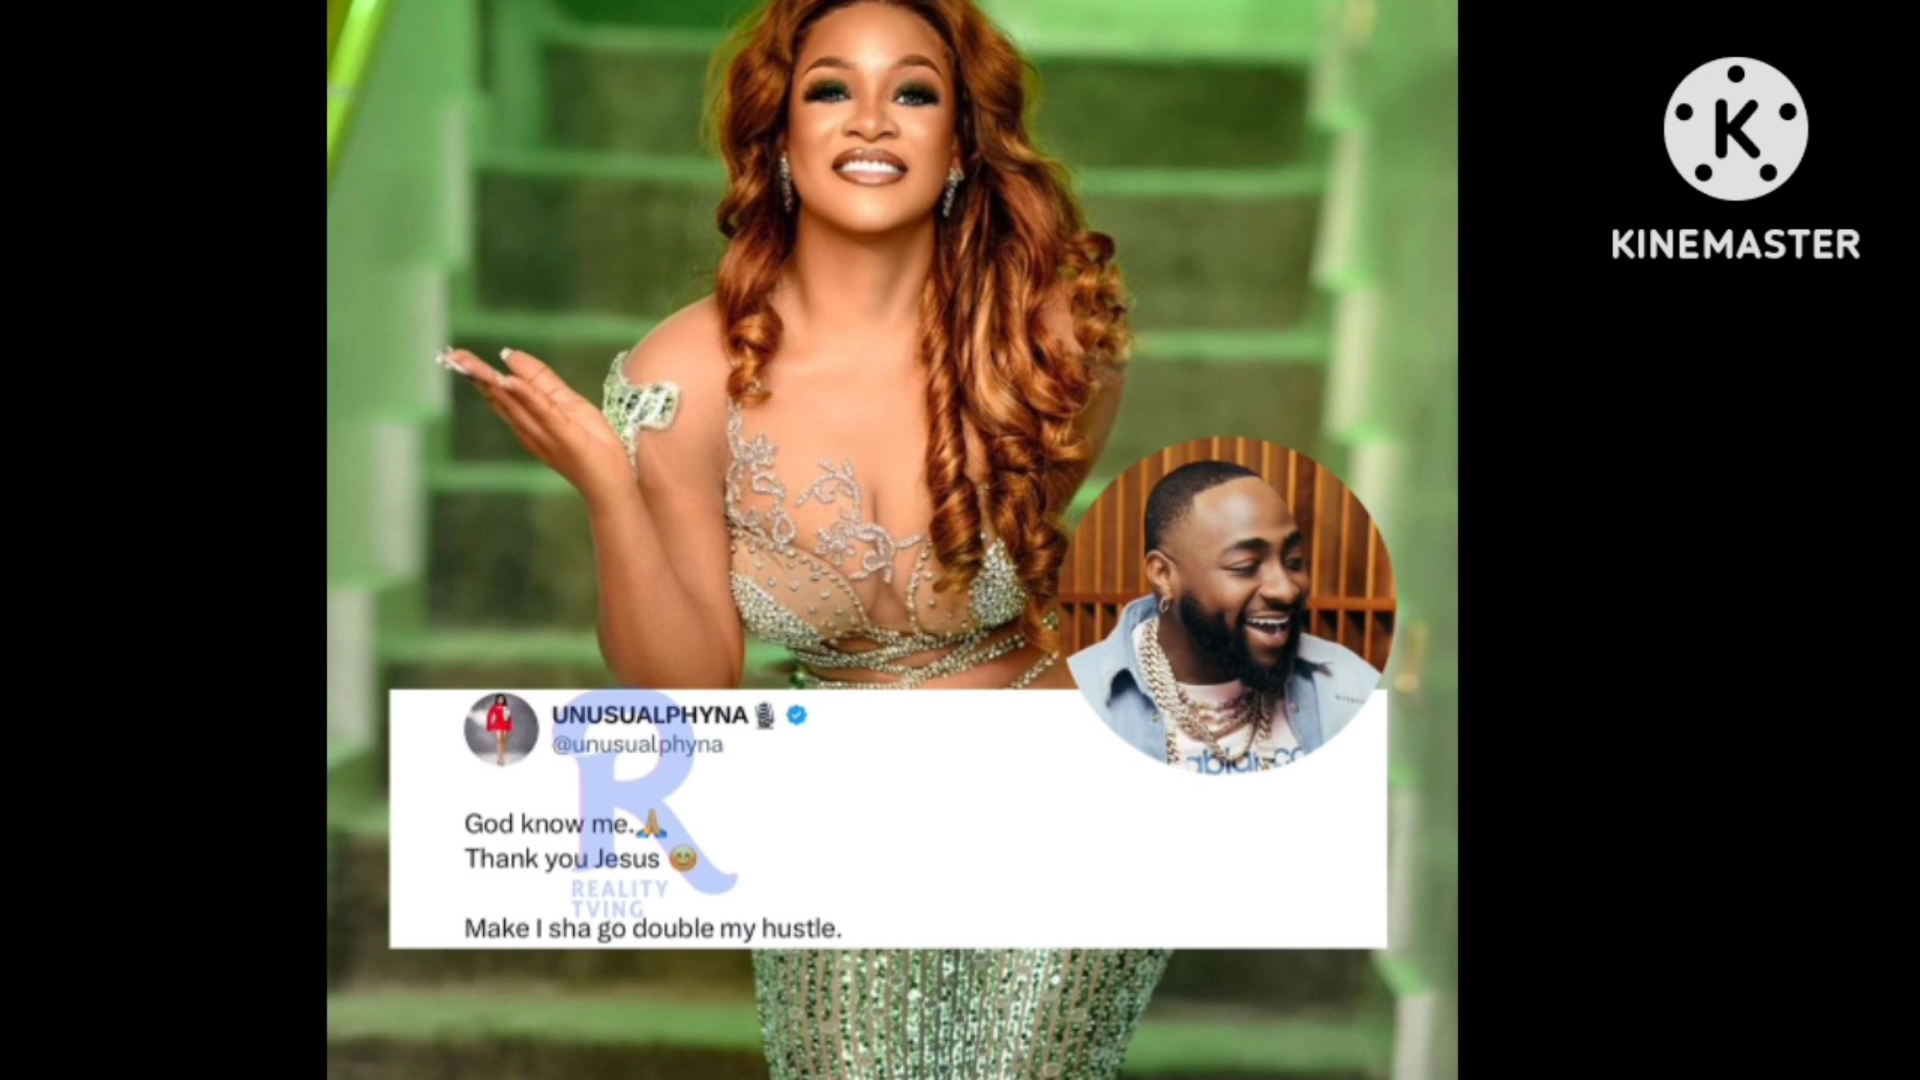 K
KINEMASTER
UNUSUALPHYNA🎙️
@unusualphyna
God know me.🙏
Thank you Jesus 😊
REALITY
TVING
Make I sha go double my hustle.